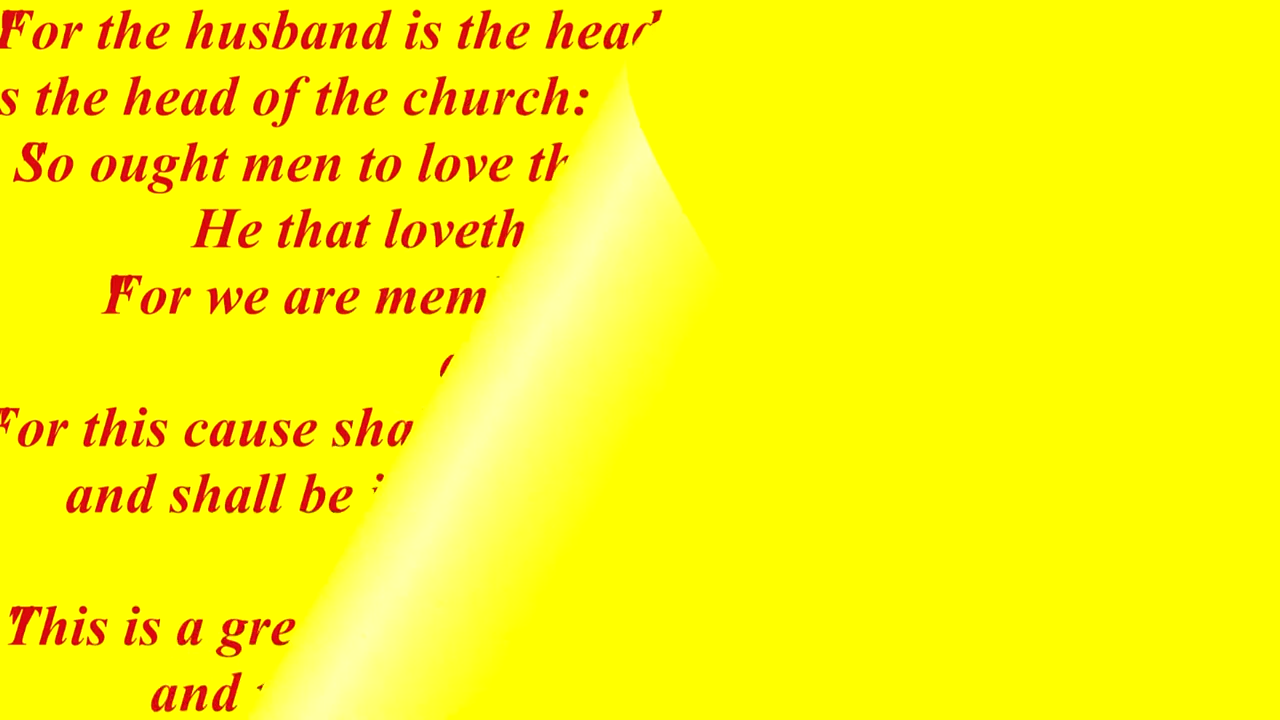 "For the husband is the head
s the head of the church:
So ought men to love
He that loveth
"For we are mem
For this cause sha
and shall be
"This is a gre
and